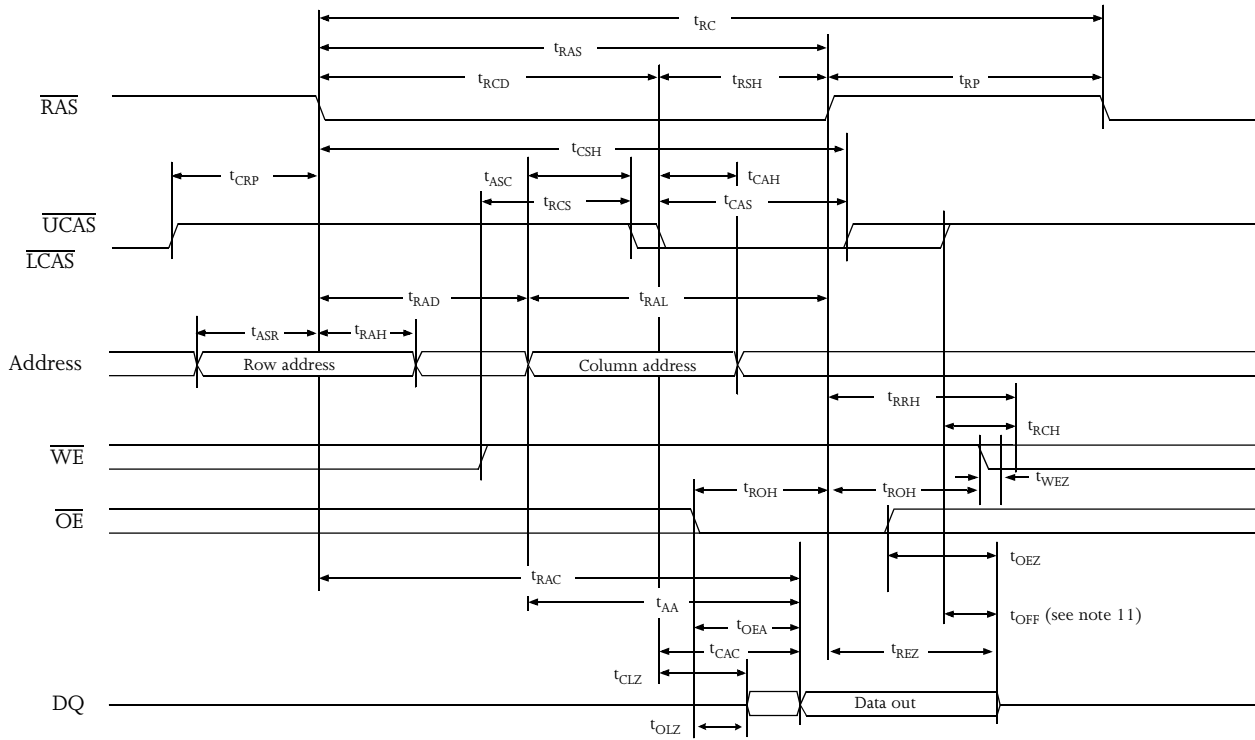 tRC
tRAS
tRCD tRSH tRP
RAS
tCSH
tCRP tASC tCAH
tRCS tCAS
UCAS
LCAS
tRAD tRAL
tASR tRAH
Address Row address Column address
tRRH
tRCH
WE
tWEZ
tROH tROH
OE
tOEZ
tRAC
tAA
tOFF (see note 11)
tOEA
tCAC tREZ
tCLZ
DQ Data out
tOLZ